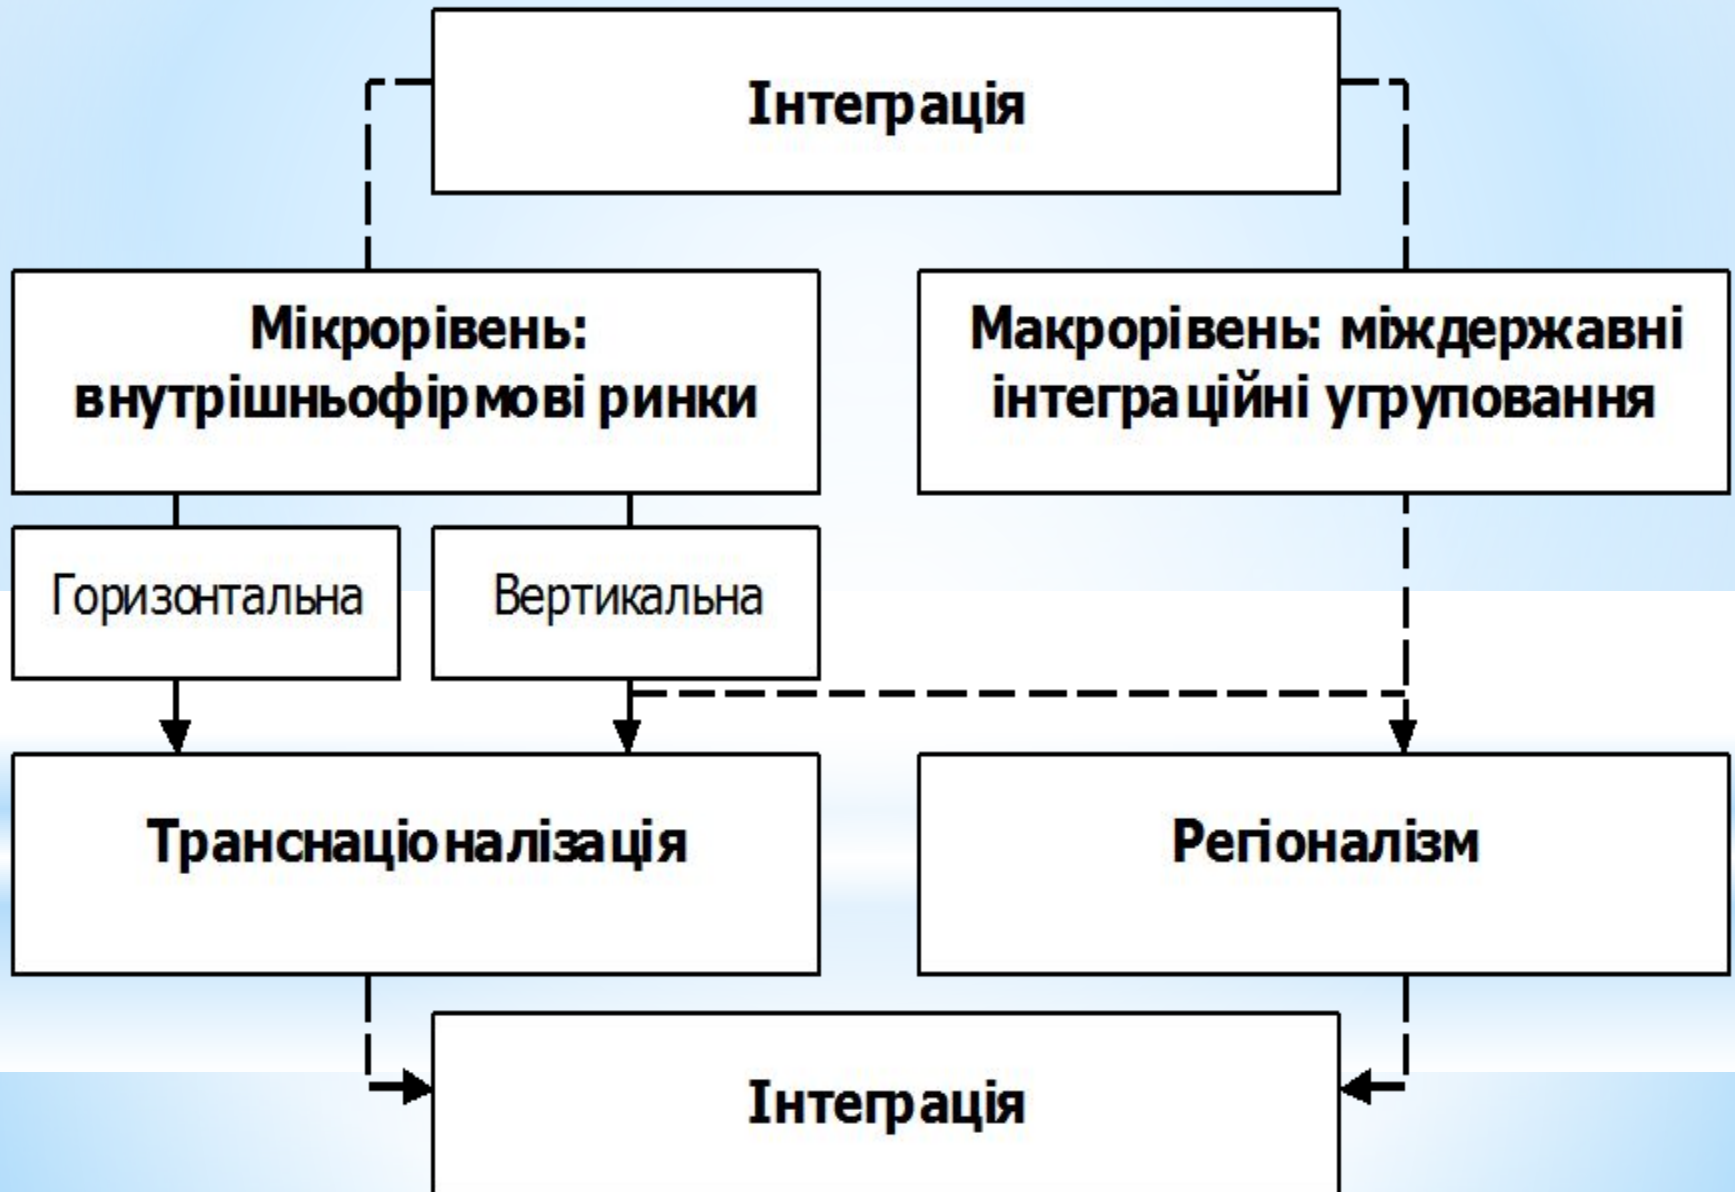 Інтеграція
Мікрорівень:
внутрішньофірмові ринки
Макрорівень: міждержавні
інтеграційні угруповання
Горизонтальна
Вертикальна
Транснаціоналізація
Регіоналізм
Інтеграція